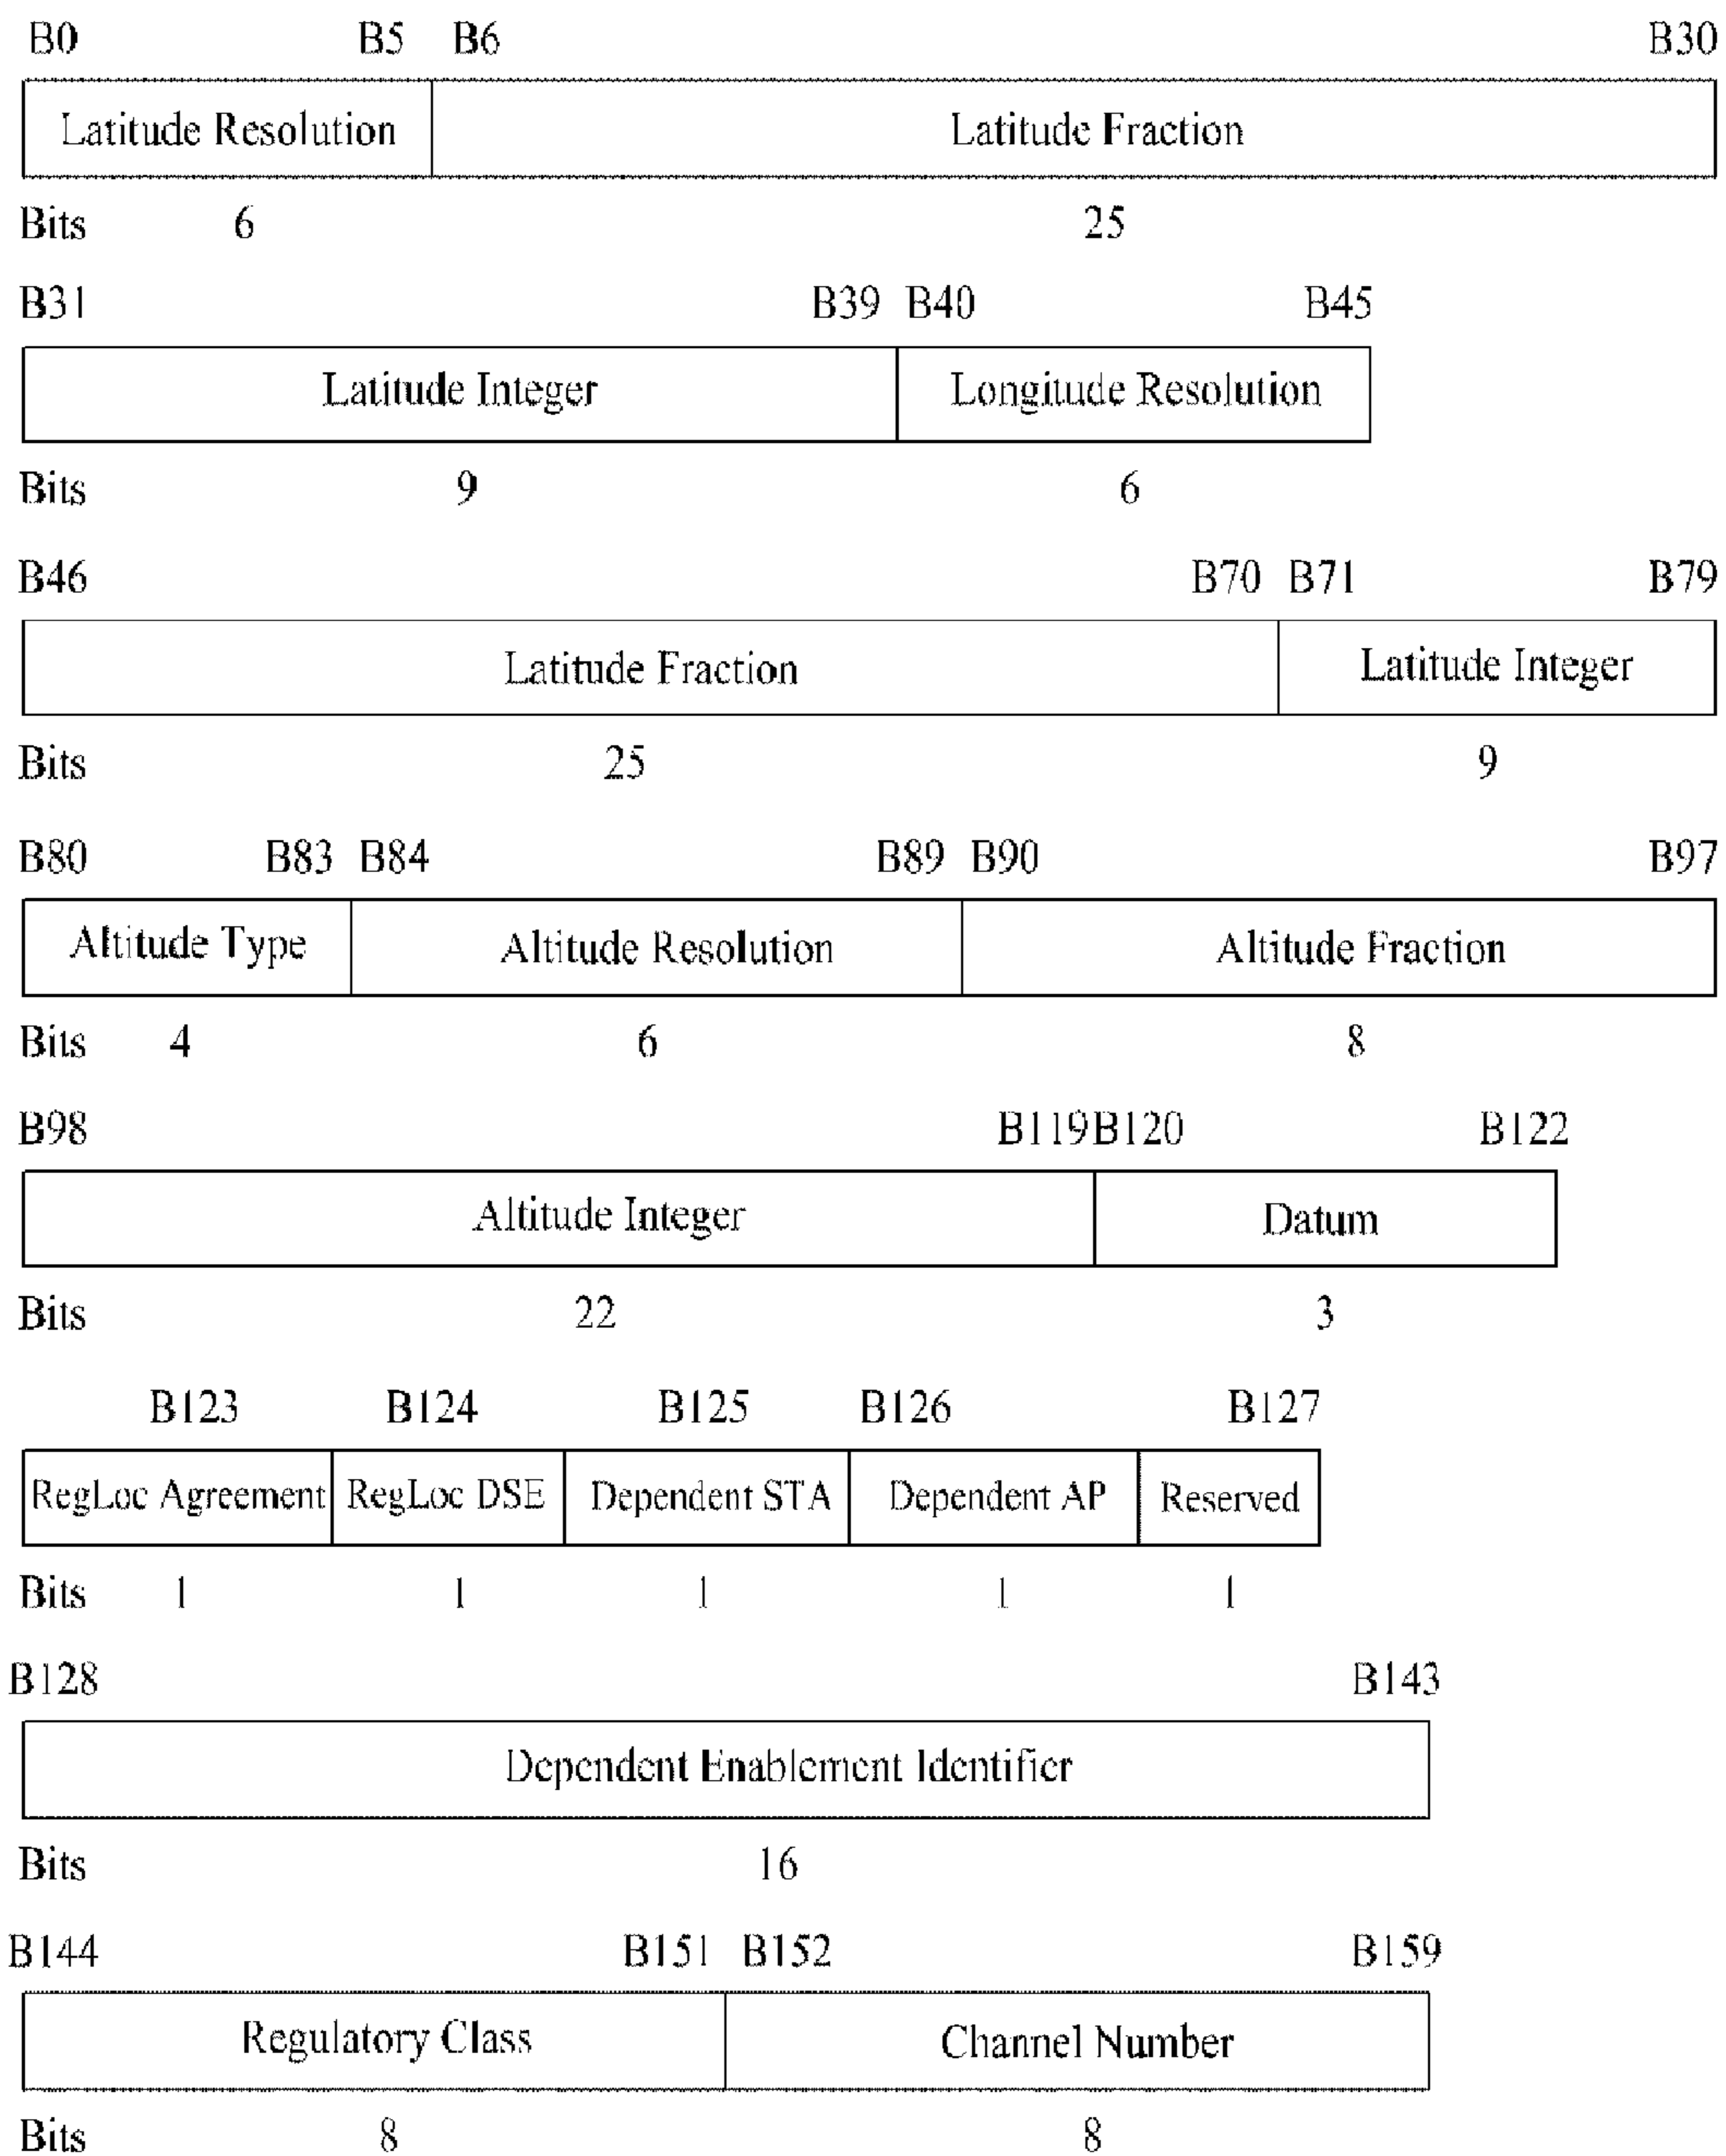 B0 B5 B6 B30
Latitude Resolution Latitude Fraction
Bits 6 25
B31 B39 B40 B45
Latitude Integer Longitude Resolution
Bits 9 6
B46 B70 B71 B79
Latitude Fraction Latitude Integer
Bits 25 9
B80 B83 B84 B89 B90 B97
Altitude Type Altitude Resolution Altitude Fraction
Bits 4 6 8
B98 B119 B120 B122
Altitude Integer Datum
Bits 22 3
B123 B124 B125 B126 B127
RegLoc Agreement RegLoc DSE Dependent STA Dependent AP Reserved
Bits 1 1 1 1 1
B128 B143
Dependent Enablement Identifier
Bits 16
B144 B151 B152 B159
Regulatory Class Channel Number
Bits 8 8